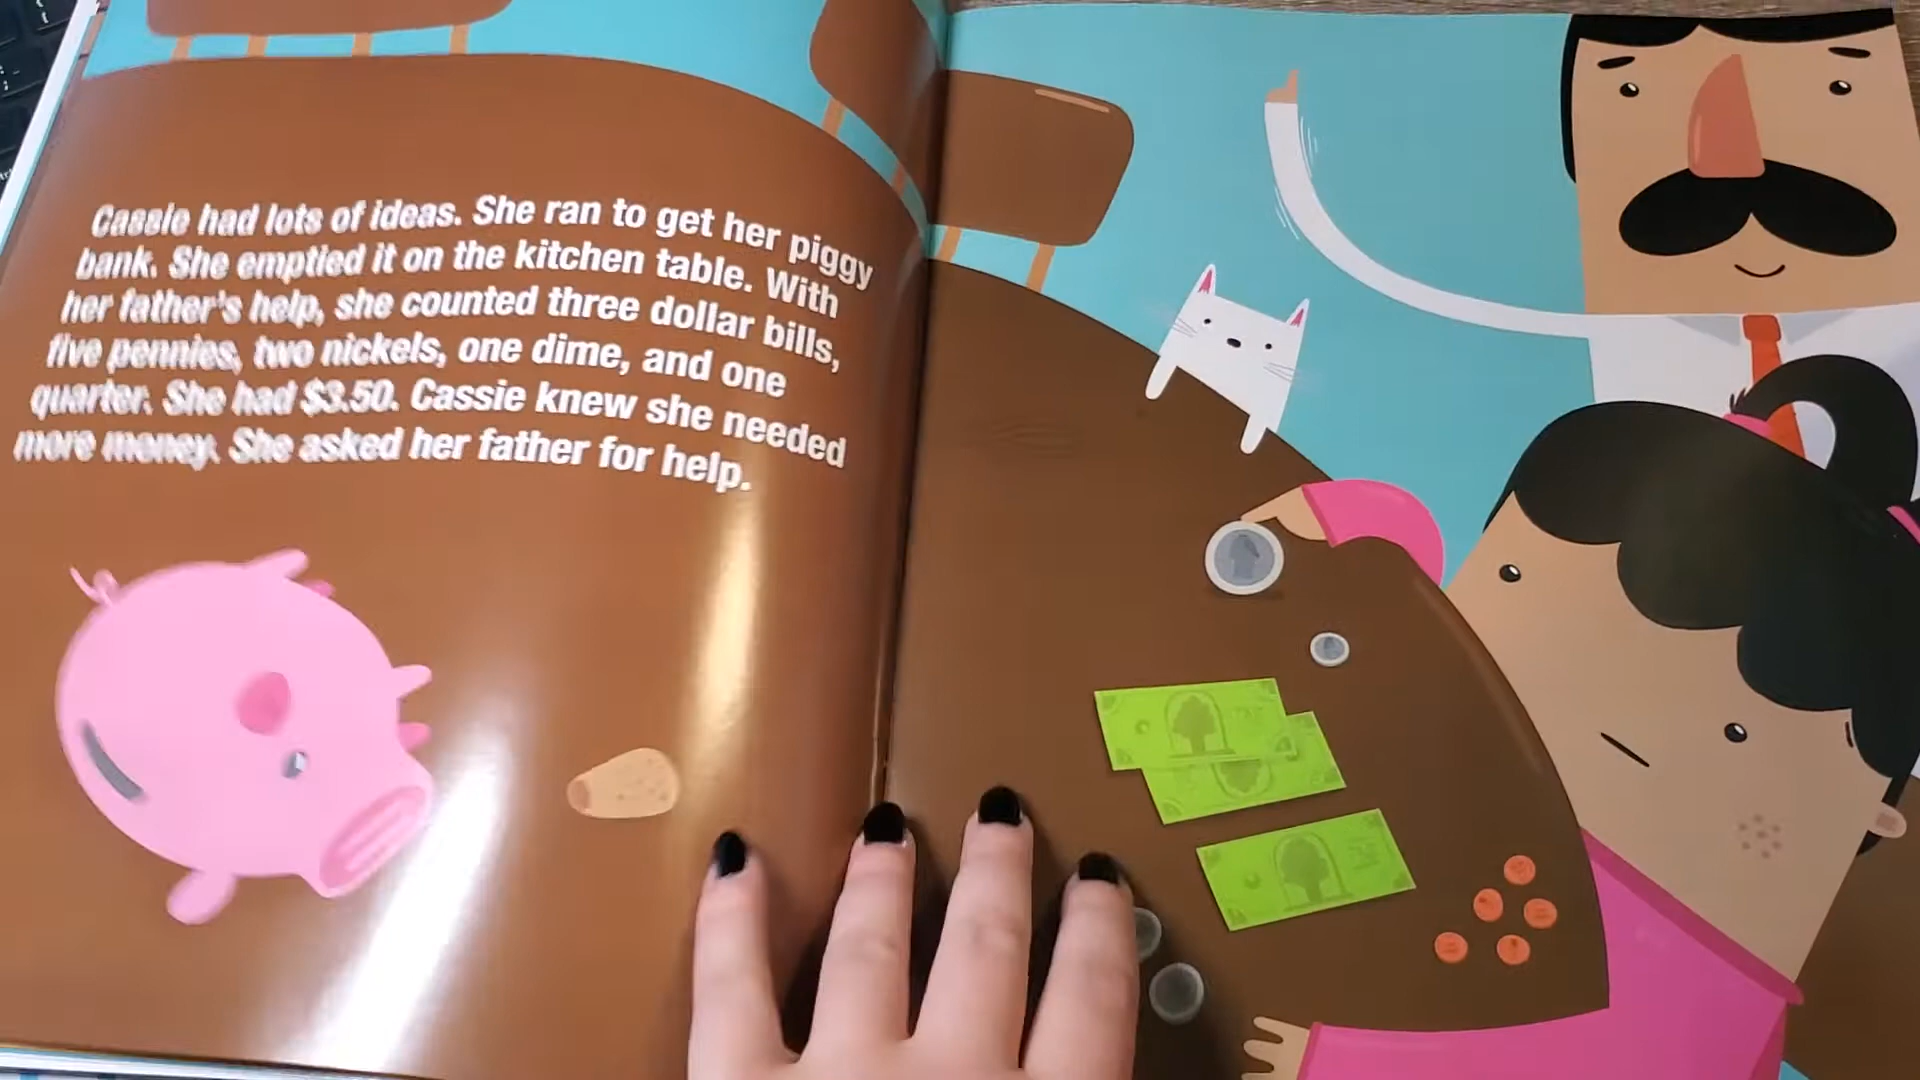 Cassie had lots of ideas. She ran to get her piggy
bank. She emptied it on the kitchen table. With
her father's help, she counted three dollar bills,
five pennies, two nickels, one dime, and one
quarter. She had $3.50. Cassie knew she needed
more money. She asked her father for help.